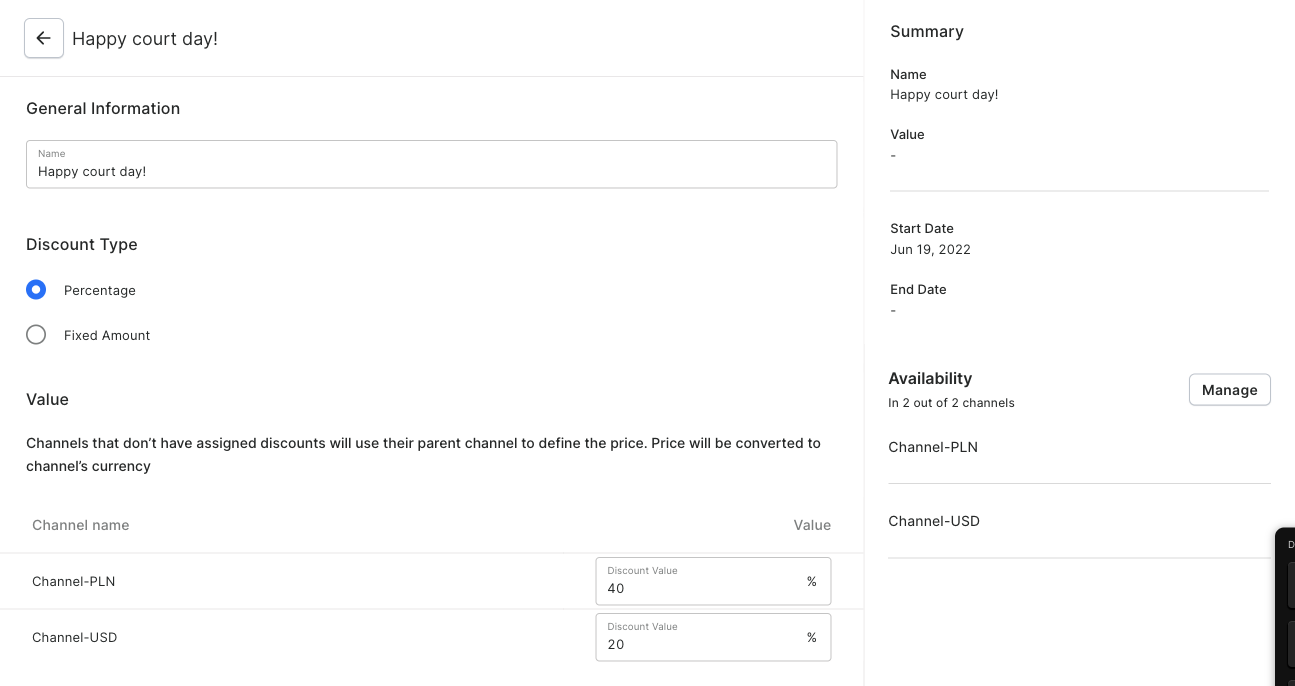 Happy court day!
General Information
Name
Happy court day!
Discount Type
Percentage
Fixed Amount
Value
Channels that don’t have assigned discounts will use their parent channel to define the price. Price will be converted to
channel’s currency
Channel name Value
Channel-PLN
Discount Value
40 %
Channel-USD
Discount Value
20 %
Summary
Name
Happy court day!
Value
-
Start Date
Jun 19, 2022
End Date
-
Availability
In 2 out of 2 channels
Manage
Channel-PLN
Channel-USD